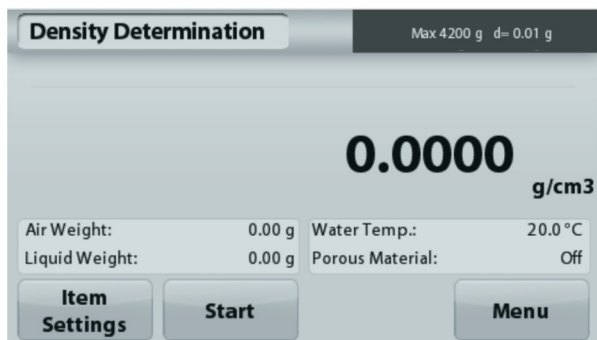 Density Determination
Max 4200 g d= 0.01 g
0.0000
g/cm3
Air Weight: 0.00 g
Liquid Weight: 0.00 g
Water Temp.: 20.0 °C
Porous Material: Off
Item
Settings
Start
Menu